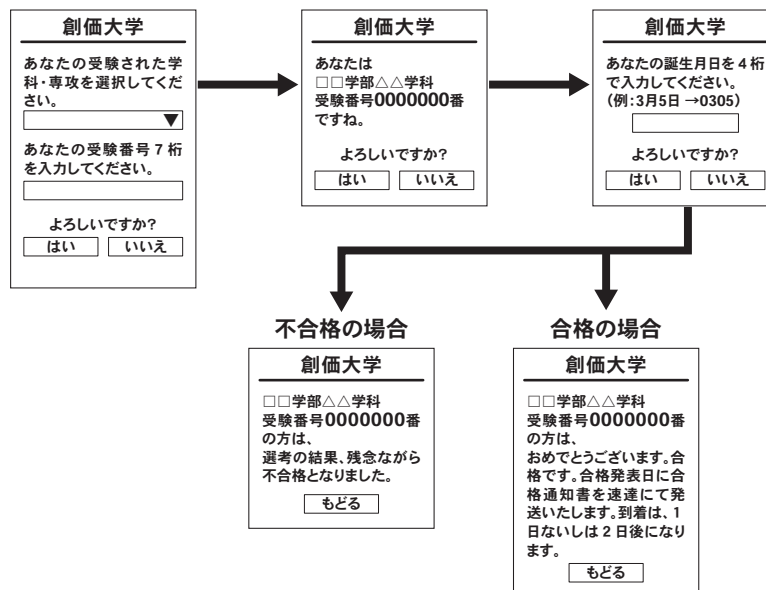 創価大学
あなたの受験された学
科・専攻を選択してくだ
さい。
▼
あなたの受験番号7桁
を入力してください。
よろしいですか?
はい いいえ
創価大学
あなたは
□□学部△△学科
受験番号0000000番
ですね。
よろしいですか?
はい いいえ
創価大学
あなたの誕生月日を4桁
で入力してください。
(例:3月5日→0305)
よろしいですか?
はい いいえ
不合格の場合
創価大学
□□学部△△学科
受験番号0000000番
の方は、
選考の結果、残念ながら
不合格となりました。
もどる
合格の場合
創価大学
□□学部△△学科
受験番号0000000番
の方は、
おめでとうございます。合
格です。合格発表日に合
格通知書を速達にて発
送いたします。到着は、1
日ないしは2日後になり
ます。
もどる